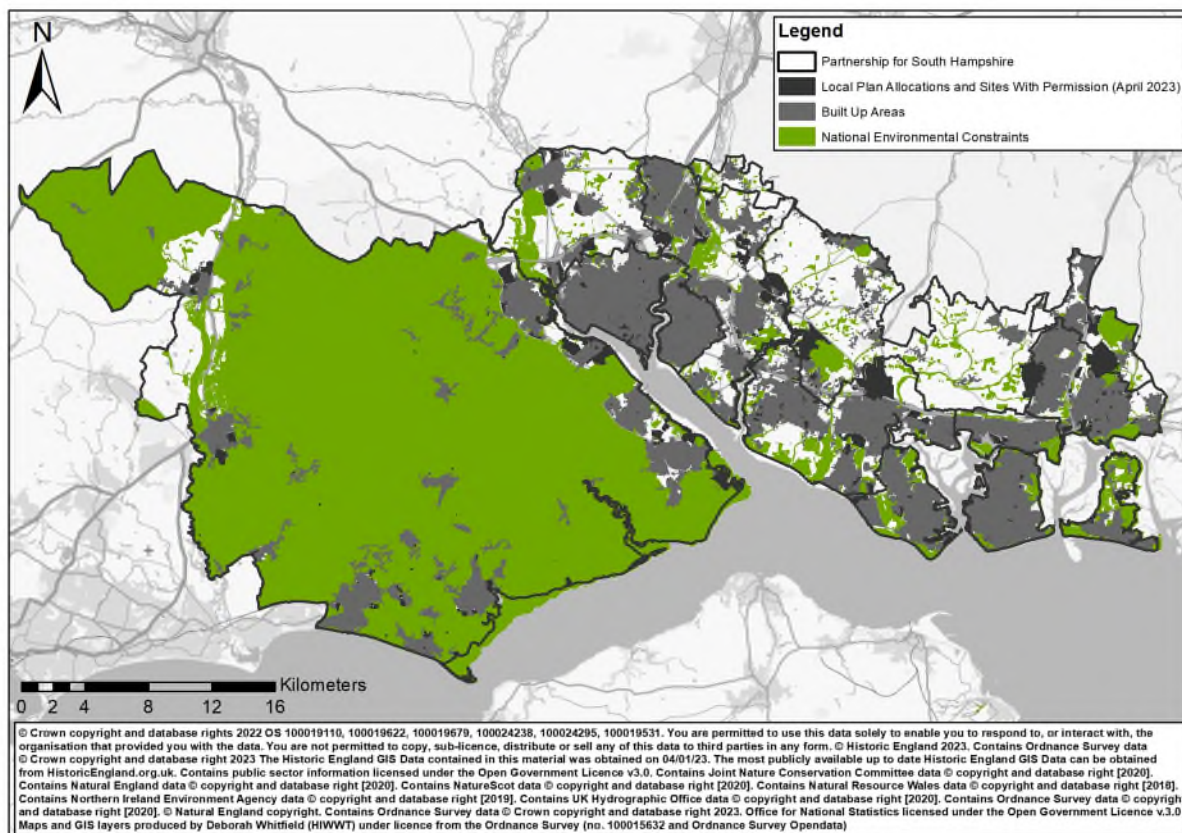 N
Legend
Partnership for South Hampshire
Local Plan Allocations and Sites With Permission (April 2023)
Built Up Areas
National Environmental Constraints
Kilometers
0 2 4 8 12 16
© Crown copyright and database rights 2022 OS 100019110, 100019622, 100019679, 100024238, 100024295, 100019531. You are permitted to use this data solely to enable you to respond to, or interact with, the
organisation that provided you with the data. You are not permitted to copy, sub-licence, distribute or sell any of this data to third parties in any form. © Historic England 2023. Contains Ordnance Survey data
© Crown copyright and database right 2023 The Historic England GIS Data contained in this material was obtained on 04/01/23. The most publicly available up to date Historic England GIS Data can be obtained
from HistoricEngland.org.uk. Contains public sector information licensed under the Open Government Licence v3.0. Contains Joint Nature Conservation Committee data © copyright and database right [2020].
Contains Natural England data © copyright and database right [2020]. Contains NatureScot data © copyright and database right [2020]. Contains Natural Resource Wales data © copyright and database right [2018].
Contains Northern Ireland Environment Agency data © copyright and database right [2019]. Contains UK Hydrographic Office data © copyright and database right [2020]. Contains Ordnance Survey data © copyright
and database right [2020]. © Natural England copyright. Contains Ordnance Survey data © Crown copyright and database right 2023. Office for National Statistics licensed under the Open Government Licence v.3.0
Maps and GIS layers produced by Deborah Whitfield (HIWWT) under licence from the Ordnance Survey (no. 100015632 and Ordnance Survey Opendata)